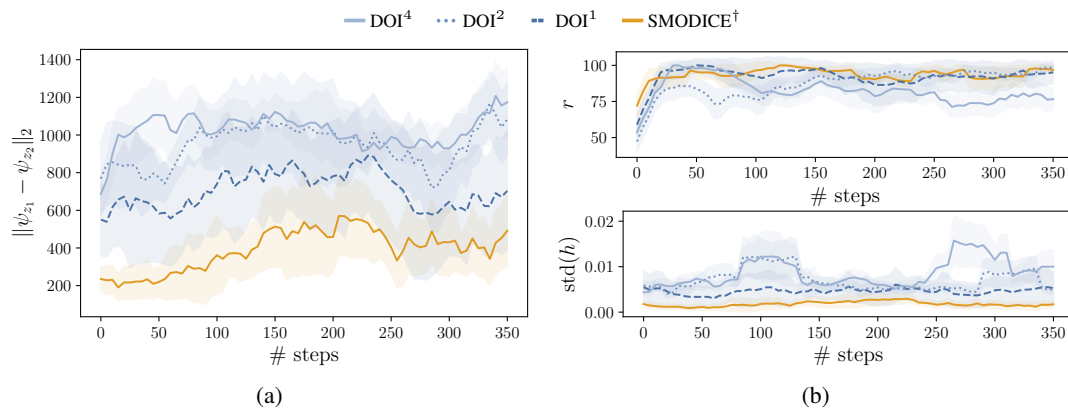 DOI⁴ DOI² DOI¹ SMODICE†
1400
1200
1000
800
600
400
200
‖ψ_{z₁} − ψ_{z₂}‖₂
0 50 100 150 200 250 300 350
# steps
(a)
100
75
50
r
0 50 100 150 200 250 300 350
# steps
0.02
0.01
0.00
std(h)
0 50 100 150 200 250 300 350
# steps
(b)